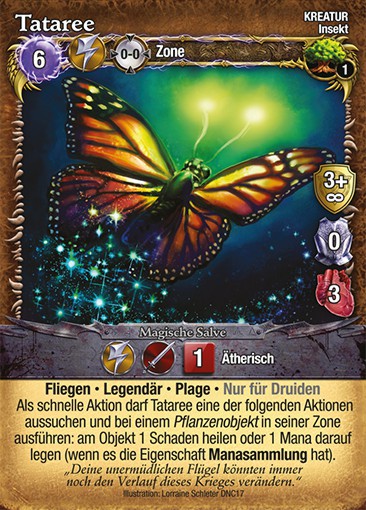 Tataree
KREATUR
Insekt
6
0-0 Zone
1
3+
∞
0
3
Magische Salve
1 Ätherisch
Fliegen • Legendär • Plage • Nur für Druiden
Als schnelle Aktion darf Tataree eine der folgenden Aktionen
aussuchen und bei einem Pflanzenobjekt in seiner Zone
ausführen: am Objekt 1 Schaden heilen oder 1 Mana darauf
legen (wenn es die Eigenschaft Manasammlung hat).
„Deine unermüdlichen Flügel könnten immer
noch den Verlauf dieses Krieges verändern.“
Illustration: Lorraine Schleter DNC17